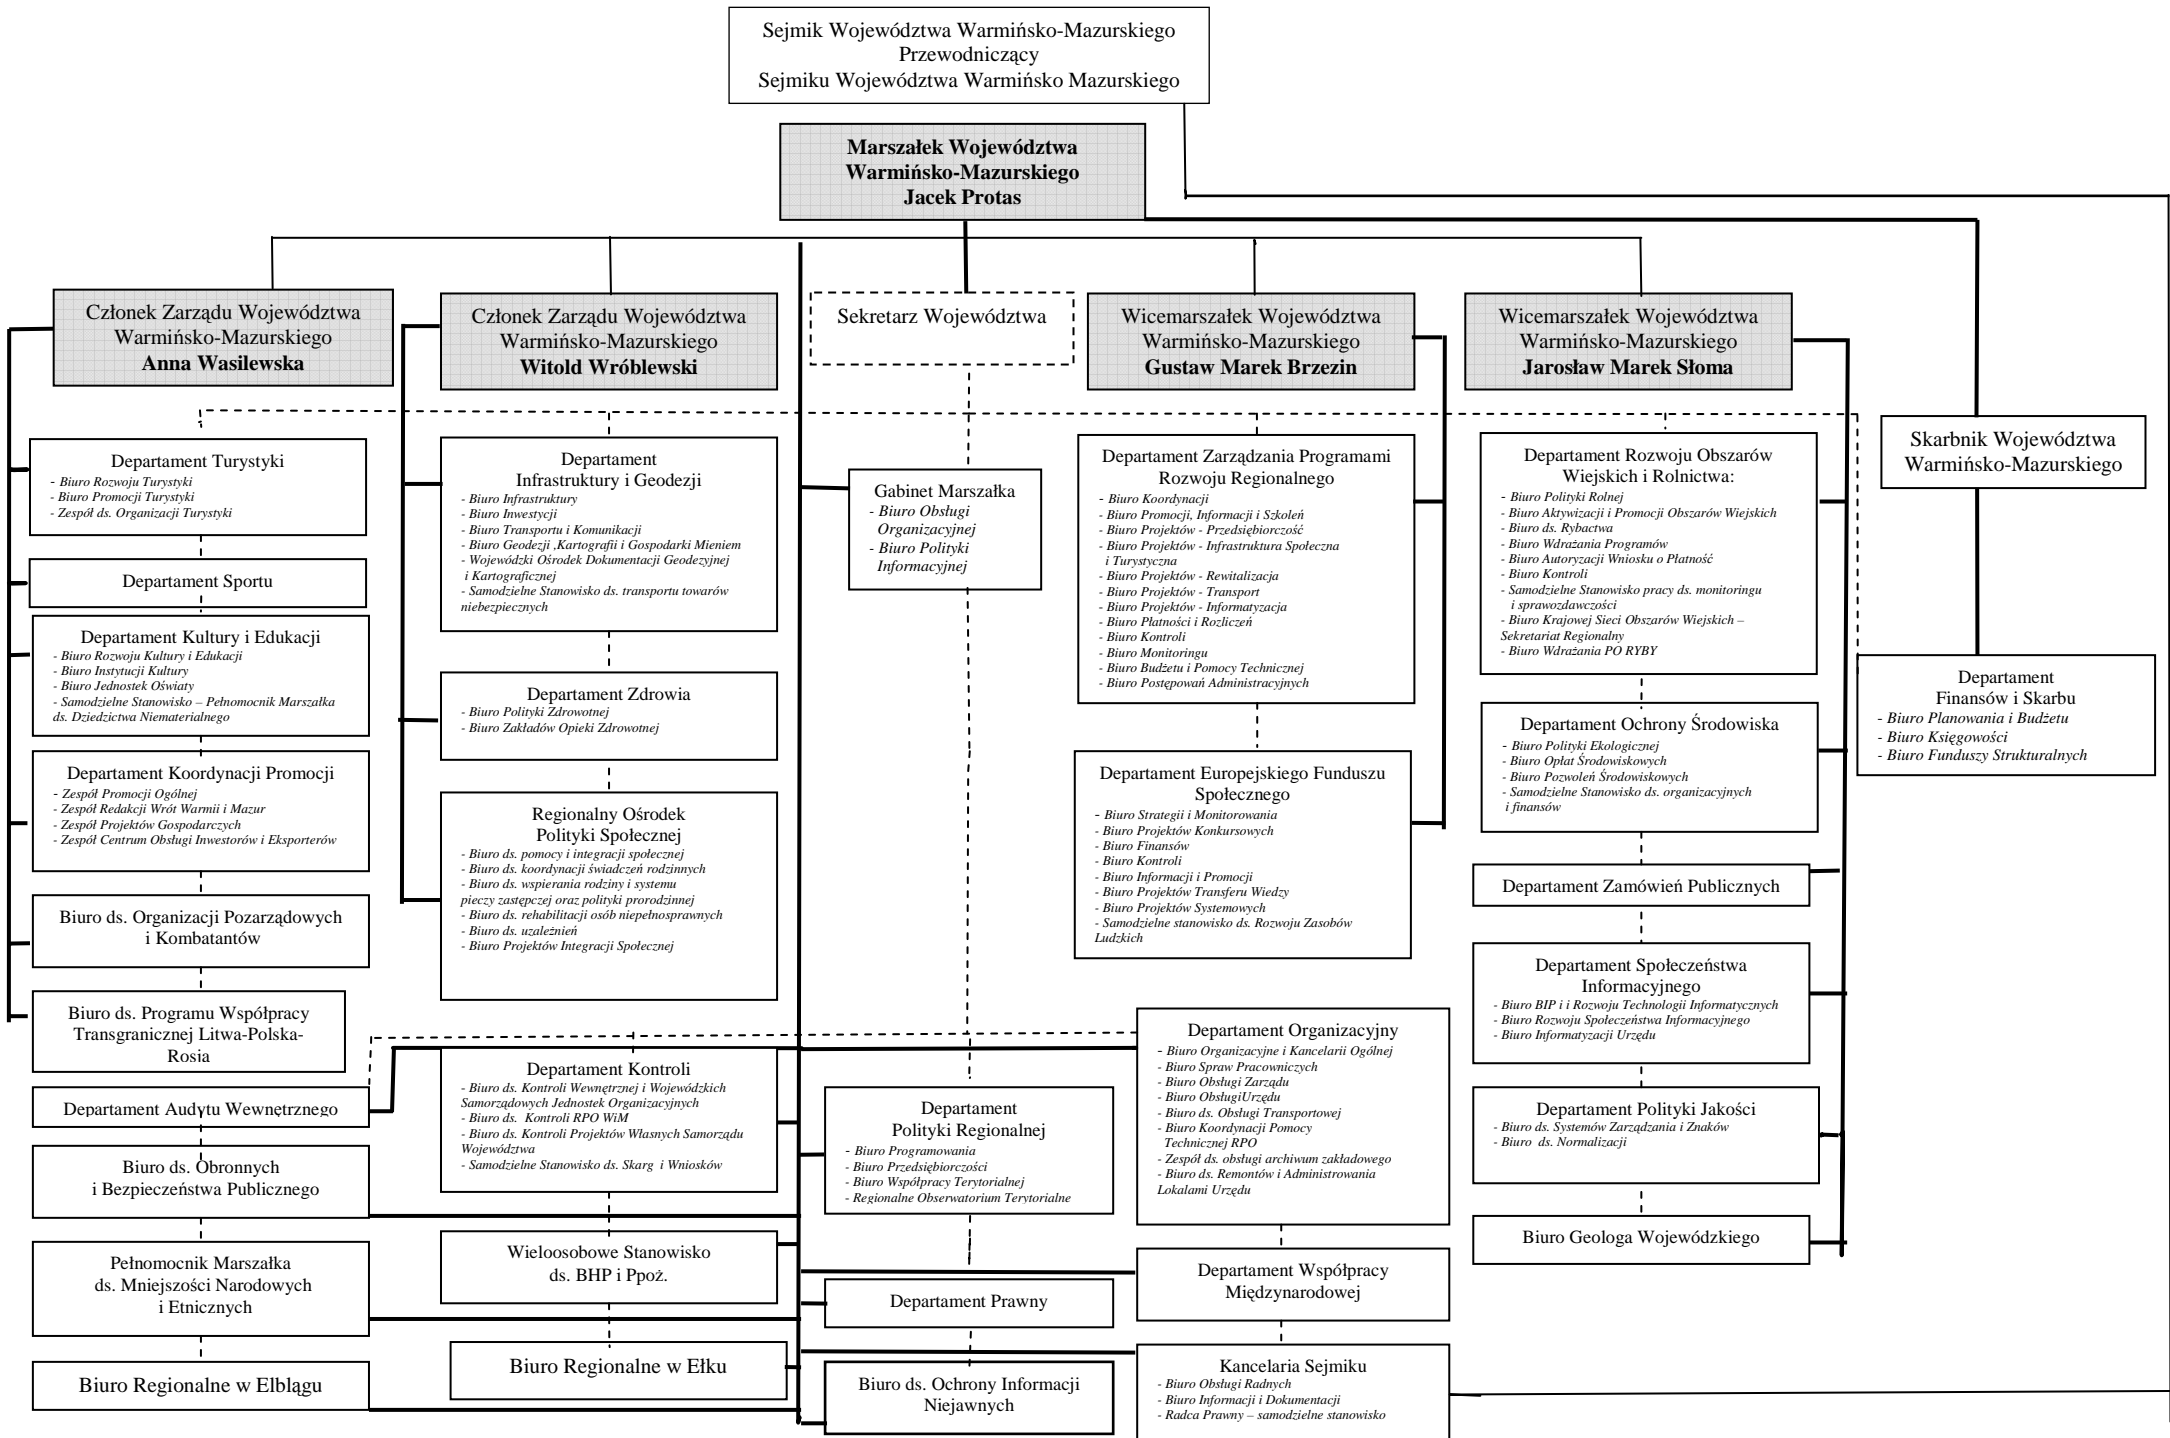 Sejmik Województwa Warmińsko-Mazurskiego
Przewodniczący
Sejmiku Województwa Warmińsko Mazurskiego
Marszałek Województwa
Warmińsko-Mazurskiego
Jacek Protas
Członek Zarządu Województwa
Warmińsko-Mazurskiego
Anna Wasilewska
Członek Zarządu Województwa
Warmińsko-Mazurskiego
Witold Wróblewski
Sekretarz Województwa
Wicemarszałek Województwa
Warmińsko-Mazurskiego
Gustaw Marek Brzezin
Wicemarszałek Województwa
Warmińsko-Mazurskiego
Jarosław Marek Słoma
Skarbnik Województwa
Warmińsko-Mazurskiego
Departament Turystyki
- Biuro Rozwoju Turystyki
- Biuro Promocji Turystyki
- Zespół ds. Organizacji Turystyki
Departament Sportu
Departament Kultury i Edukacji
- Biuro Rozwoju Kultury i Edukacji
- Biuro Instytucji Kultury
- Biuro Jednostek Oświaty
- Samodzielne Stanowisko – Pełnomocnik Marszałka
ds. Dziedzictwa Niematerialnego
Departament Koordynacji Promocji
- Zespół Promocji Ogólnej
- Zespół Redakcji Wrót Warmii i Mazur
- Zespół Projektów Gospodarczych
- Zespół Centrum Obsługi Inwestorów i Eksporterów
Biuro ds. Organizacji Pozarządowych
i Kombatantów
Biuro ds. Programu Współpracy
Transgranicznej Litwa-Polska-
Rosia
Departament Audytu Wewnętrznego
Biuro ds. Obronnych
i Bezpieczeństwa Publicznego
Pełnomocnik Marszałka
ds. Mniejszości Narodowych
i Etnicznych
Biuro Regionalne w Elblągu
Departament
Infrastruktury i Geodezji
- Biuro Infrastruktury
- Biuro Inwestycji
- Biuro Transportu i Komunikacji
- Biuro Geodezji ,Kartografii i Gospodarki Mieniem
- Wojewódzki Ośrodek Dokumentacji Geodezyjnej
i Kartograficznej
- Samodzielne Stanowisko ds. transportu towarów
niebezpiecznych
Departament Zdrowia
- Biuro Polityki Zdrowotnej
- Biuro Zakładów Opieki Zdrowotnej
Regionalny Ośrodek
Polityki Społecznej
- Biuro ds. pomocy i integracji społecznej
- Biuro ds. koordynacji świadczeń rodzinnych
- Biuro ds. wspierania rodziny i systemu
pieczy zastępczej oraz polityki prorodzinnej
- Biuro ds. rehabilitacji osób niepełnosprawnych
- Biuro ds. uzależnień
- Biuro Projektów Integracji Społecznej
Departament Kontroli
- Biuro ds. Kontroli Wewnętrznej i Wojewódzkich
Samorządowych Jednostek Organizacyjnych
- Biuro ds.  Kontroli RPO WiM
- Biuro ds. Kontroli Projektów Własnych Samorządu
Województwa
- Samodzielne Stanowisko ds. Skarg  i Wniosków
Wieloosobowe Stanowisko
ds. BHP i Ppoż.
Biuro Regionalne w Ełku
Gabinet Marszałka
- Biuro Obsługi
Organizacyjnej
- Biuro Polityki
Informacyjnej
Departament
Polityki Regionalnej
- Biuro Programowania
- Biuro Przedsiębiorczości
- Biuro Współpracy Terytorialnej
- Regionalne Obserwatorium Terytorialne
Departament Prawny
Biuro ds. Ochrony Informacji
Niejawnych
Departament Zarządzania Programami
Rozwoju Regionalnego
- Biuro Koordynacji
- Biuro Promocji, Informacji i Szkoleń
- Biuro Projektów - Przedsiębiorczość
- Biuro Projektów - Infrastruktura Społeczna
i Turystyczna
- Biuro Projektów - Rewitalizacja
- Biuro Projektów - Transport
- Biuro Projektów - Informatyzacja
- Biuro Płatności i Rozliczeń
- Biuro Kontroli
- Biuro Monitoringu
- Biuro Budżetu i Pomocy Technicznej
- Biuro Postępowań Administracyjnych
Departament Europejskiego Funduszu
Społecznego
- Biuro Strategii i Monitorowania
- Biuro Projektów Konkursowych
- Biuro Finansów
- Biuro Kontroli
- Biuro Informacji i Promocji
- Biuro Projektów Transferu Wiedzy
- Biuro Projektów Systemowych
- Samodzielne stanowisko ds. Rozwoju Zasobów
Ludzkich
Departament Organizacyjny
- Biuro Organizacyjne i Kancelarii Ogólnej
- Biuro Spraw Pracowniczych
- Biuro Obsługi Zarządu
- Biuro ObsługiUrzędu
- Biuro ds. Obsługi Transportowej
- Biuro Koordynacji Pomocy
Technicznej RPO
- Zespół ds. obsługi archiwum zakładowego
- Biuro ds. Remontów i Administrowania
Lokalami Urzędu
Departament Współpracy
Międzynarodowej
Kancelaria Sejmiku
- Biuro Obsługi Radnych
- Biuro Informacji i Dokumentacji
- Radca Prawny – samodzielne stanowisko
Departament Rozwoju Obszarów
Wiejskich i Rolnictwa:
- Biuro Polityki Rolnej
- Biuro Aktywizacji i Promocji Obszarów Wiejskich
- Biuro ds. Rybactwa
- Biuro Wdrażania Programów
- Biuro Autoryzacji Wniosku o Płatność
- Biuro Kontroli
- Samodzielne Stanowisko pracy ds. monitoringu
i sprawozdawczości
- Biuro Krajowej Sieci Obszarów Wiejskich –
Sekretariat Regionalny
- Biuro Wdrażania PO RYBY
Departament Ochrony Środowiska
- Biuro Polityki Ekologicznej
- Biuro Opłat Środowiskowych
- Biuro Pozwoleń Środowiskowych
- Samodzielne Stanowisko ds. organizacyjnych
i finansów
Departament Zamówień Publicznych
Departament Społeczeństwa
Informacyjnego
- Biuro BIP i i Rozwoju Technologii Informatycznych
- Biuro Rozwoju Społeczeństwa Informacyjnego
- Biuro Informatyzacji Urzędu
Departament Polityki Jakości
- Biuro ds. Systemów Zarządzania i Znaków
- Biuro  ds. Normalizacji
Biuro Geologa Wojewódzkiego
Departament
Finansów i Skarbu
- Biuro Planowania i Budżetu
- Biuro Księgowości
- Biuro Funduszy Strukturalnych